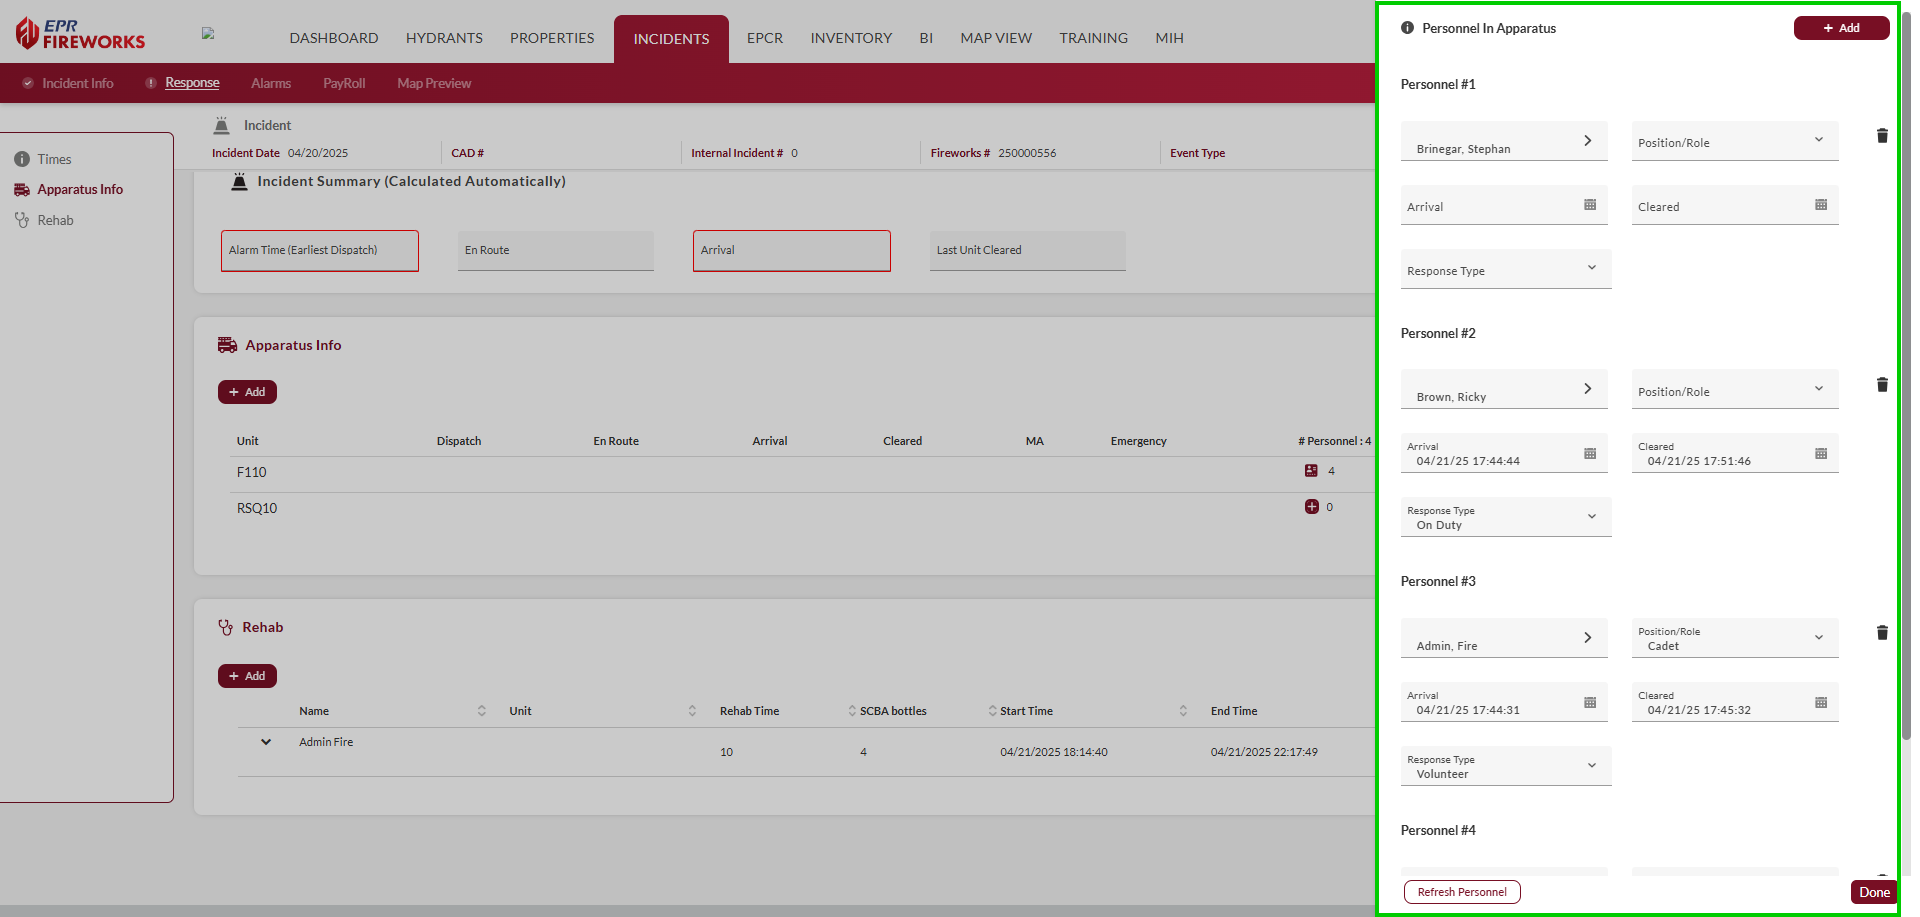 EPR
FIREWORKS
DASHBOARD HYDRANTS PROPERTIES INCIDENTS EPCR INVENTORY BI MAP VIEW TRAINING MIH
Incident Info Response Alarms PayRoll Map Preview
Times
Apparatus Info
Rehab
Incident
Incident Date 04/20/2025 CAD # Internal Incident # 0 Fireworks # 250000556 Event Type
Incident Summary (Calculated Automatically)
Alarm Time (Earliest Dispatch) En Route Arrival Last Unit Cleared
Apparatus Info
+ Add
Unit Dispatch En Route Arrival Cleared MA Emergency # Personnel : 4
F110 4
RSQ10 0
Rehab
+ Add
Name Unit Rehab Time SCBA bottles Start Time End Time
Admin Fire
10 4 04/21/2025 18:14:40 04/21/2025 22:17:49
Personnel In Apparatus
+ Add
Personnel #1
Brinegar, Stephan Position/Role
Arrival Cleared
Response Type
Personnel #2
Brown, Ricky Position/Role
Arrival Cleared
04/21/25 17:44:44 04/21/25 17:51:46
Response Type
On Duty
Personnel #3
Position/Role
Admin, Fire Cadet
Arrival Cleared
04/21/25 17:44:31 04/21/25 17:45:32
Response Type
Volunteer
Personnel #4
Refresh Personnel Done